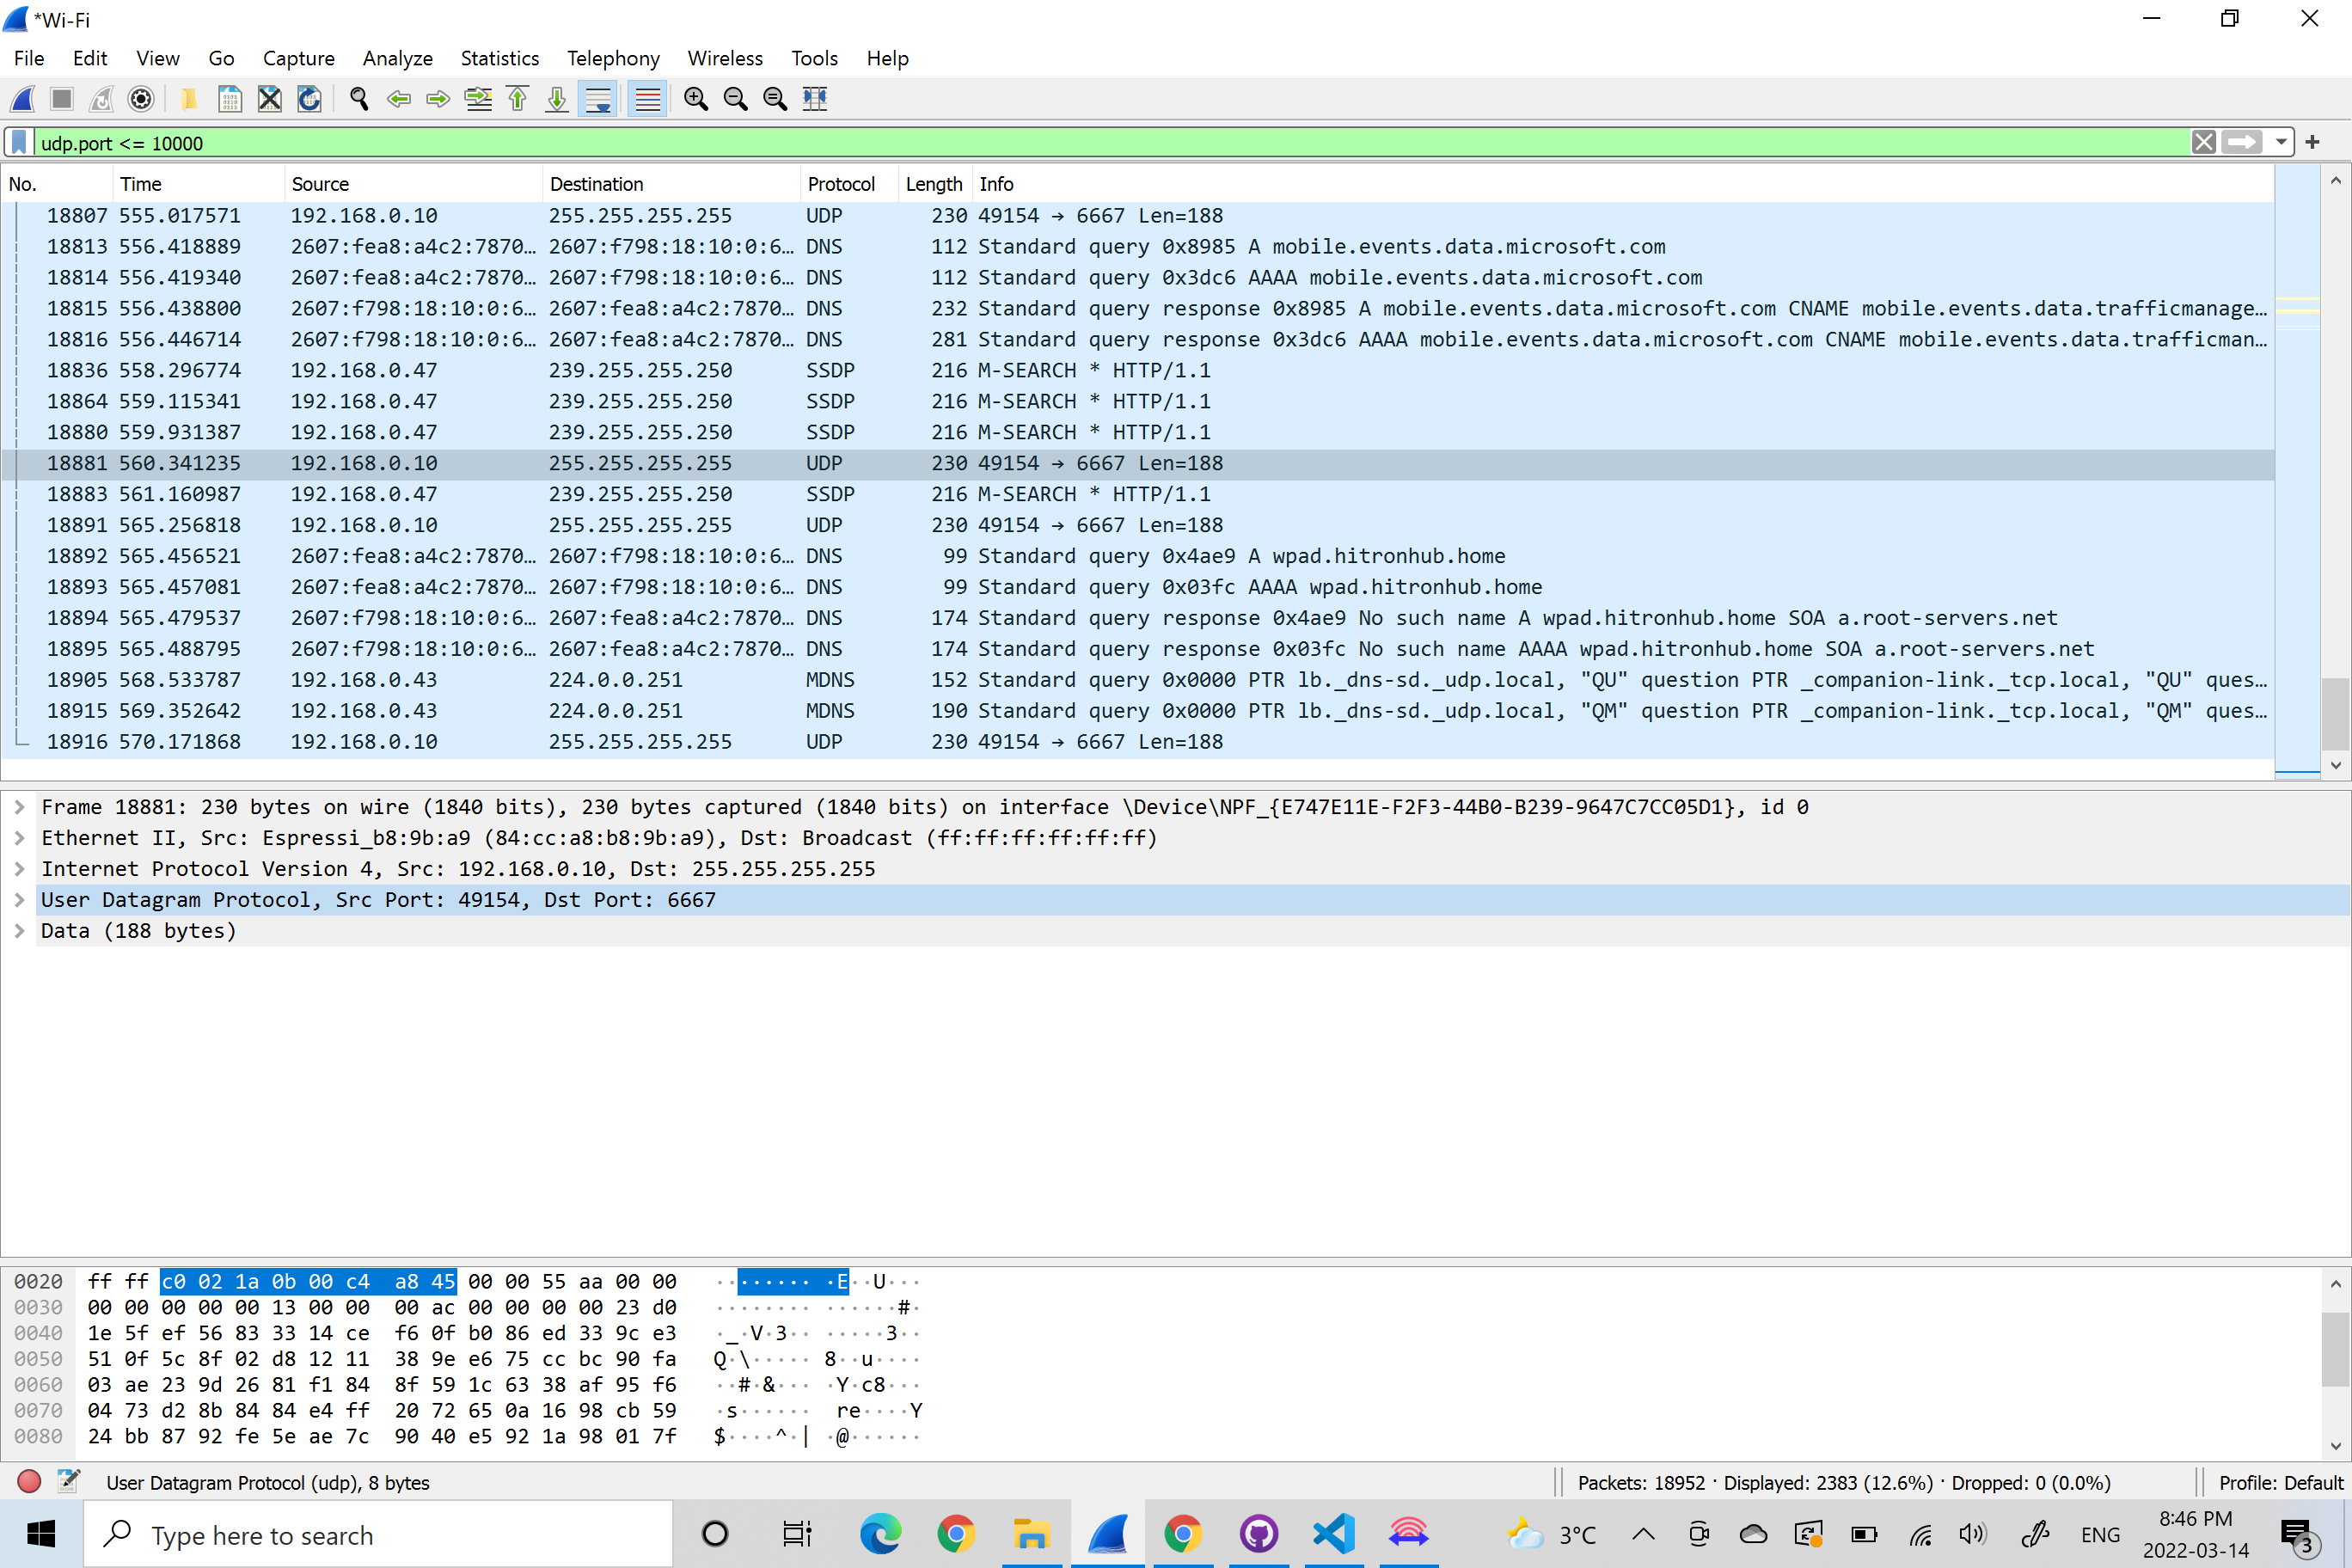 *Wi-Fi
File Edit View Go Capture Analyze Statistics Telephony Wireless Tools Help
udp.port <= 10000
No. Time Source Destination Protocol Length Info
18807 555.017571 192.168.0.10 255.255.255.255 UDP 230 49154 → 6667 Len=188
18813 556.418889 2607:fea8:a4c2:7870… 2607:f798:18:10:0:6… DNS 112 Standard query 0x8985 A mobile.events.data.microsoft.com
18814 556.419340 2607:fea8:a4c2:7870… 2607:f798:18:10:0:6… DNS 112 Standard query 0x3dc6 AAAA mobile.events.data.microsoft.com
18815 556.438800 2607:f798:18:10:0:6… 2607:fea8:a4c2:7870… DNS 232 Standard query response 0x8985 A mobile.events.data.microsoft.com CNAME mobile.events.data.trafficmanage…
18816 556.446714 2607:f798:18:10:0:6… 2607:fea8:a4c2:7870… DNS 281 Standard query response 0x3dc6 AAAA mobile.events.data.microsoft.com CNAME mobile.events.data.trafficman…
18836 558.296774 192.168.0.47 239.255.255.250 SSDP 216 M-SEARCH * HTTP/1.1
18864 559.115341 192.168.0.47 239.255.255.250 SSDP 216 M-SEARCH * HTTP/1.1
18880 559.931387 192.168.0.47 239.255.255.250 SSDP 216 M-SEARCH * HTTP/1.1
18881 560.341235 192.168.0.10 255.255.255.255 UDP 230 49154 → 6667 Len=188
18883 561.160987 192.168.0.47 239.255.255.250 SSDP 216 M-SEARCH * HTTP/1.1
18891 565.256818 192.168.0.10 255.255.255.255 UDP 230 49154 → 6667 Len=188
18892 565.456521 2607:fea8:a4c2:7870… 2607:f798:18:10:0:6… DNS 99 Standard query 0x4ae9 A wpad.hitronhub.home
18893 565.457081 2607:fea8:a4c2:7870… 2607:f798:18:10:0:6… DNS 99 Standard query 0x03fc AAAA wpad.hitronhub.home
18894 565.479537 2607:f798:18:10:0:6… 2607:fea8:a4c2:7870… DNS 174 Standard query response 0x4ae9 No such name A wpad.hitronhub.home SOA a.root-servers.net
18895 565.488795 2607:f798:18:10:0:6… 2607:fea8:a4c2:7870… DNS 174 Standard query response 0x03fc No such name AAAA wpad.hitronhub.home SOA a.root-servers.net
18905 568.533787 192.168.0.43 224.0.0.251 MDNS 152 Standard query 0x0000 PTR lb._dns-sd._udp.local, "QU" question PTR _companion-link._tcp.local, "QU" ques…
18915 569.352642 192.168.0.43 224.0.0.251 MDNS 190 Standard query 0x0000 PTR lb._dns-sd._udp.local, "QM" question PTR _companion-link._tcp.local, "QM" ques…
18916 570.171868 192.168.0.10 255.255.255.255 UDP 230 49154 → 6667 Len=188
Frame 18881: 230 bytes on wire (1840 bits), 230 bytes captured (1840 bits) on interface \Device\NPF_{E747E11E-F2F3-44B0-B239-9647C7CC05D1}, id 0
Ethernet II, Src: Espressi_b8:9b:a9 (84:cc:a8:b8:9b:a9), Dst: Broadcast (ff:ff:ff:ff:ff:ff)
Internet Protocol Version 4, Src: 192.168.0.10, Dst: 255.255.255.255
User Datagram Protocol, Src Port: 49154, Dst Port: 6667
Data (188 bytes)
0020 ff ff c0 02 1a 0b 00 c4 a8 45 00 00 55 aa 00 00 ········ ·E··U···
0030 00 00 00 00 00 13 00 00 00 ac 00 00 00 00 23 d0 ········ ······#·
0040 1e 5f ef 56 83 33 14 ce f6 0f b0 86 ed 33 9c e3 ·_·V·3·· ·····3··
0050 51 0f 5c 8f 02 d8 12 11 38 9e e6 75 cc bc 90 fa Q·\····· 8··u····
0060 03 ae 23 9d 26 81 f1 84 8f 59 1c 63 38 af 95 f6 ··#·&··· ·Y·c8···
0070 04 73 d2 8b 84 84 e4 ff 20 72 65 0a 16 98 cb 59 ·s······ re····Y
0080 24 bb 87 92 fe 5e ae 7c 90 40 e5 92 1a 98 01 7f $····^·| ·@······
User Datagram Protocol (udp), 8 bytes Packets: 18952 · Displayed: 2383 (12.6%) · Dropped: 0 (0.0%) Profile: Default
Type here to search 3°C ENG 8:46 PM
2022-03-14 3